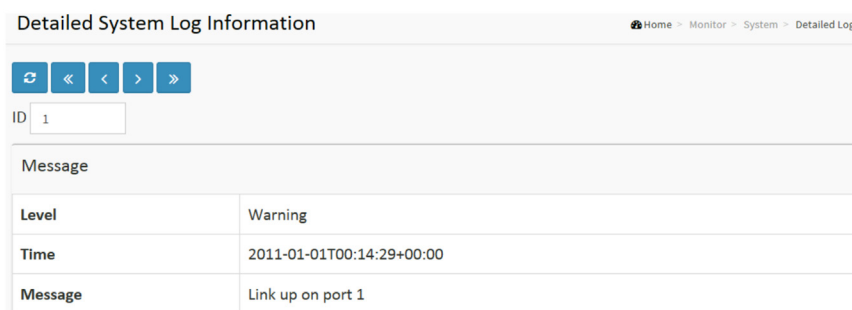 Detailed System Log Information
Home > Monitor > System > Detailed Log
ID 1
Message
Level Warning
Time 2011-01-01T00:14:29+00:00
Message Link up on port 1